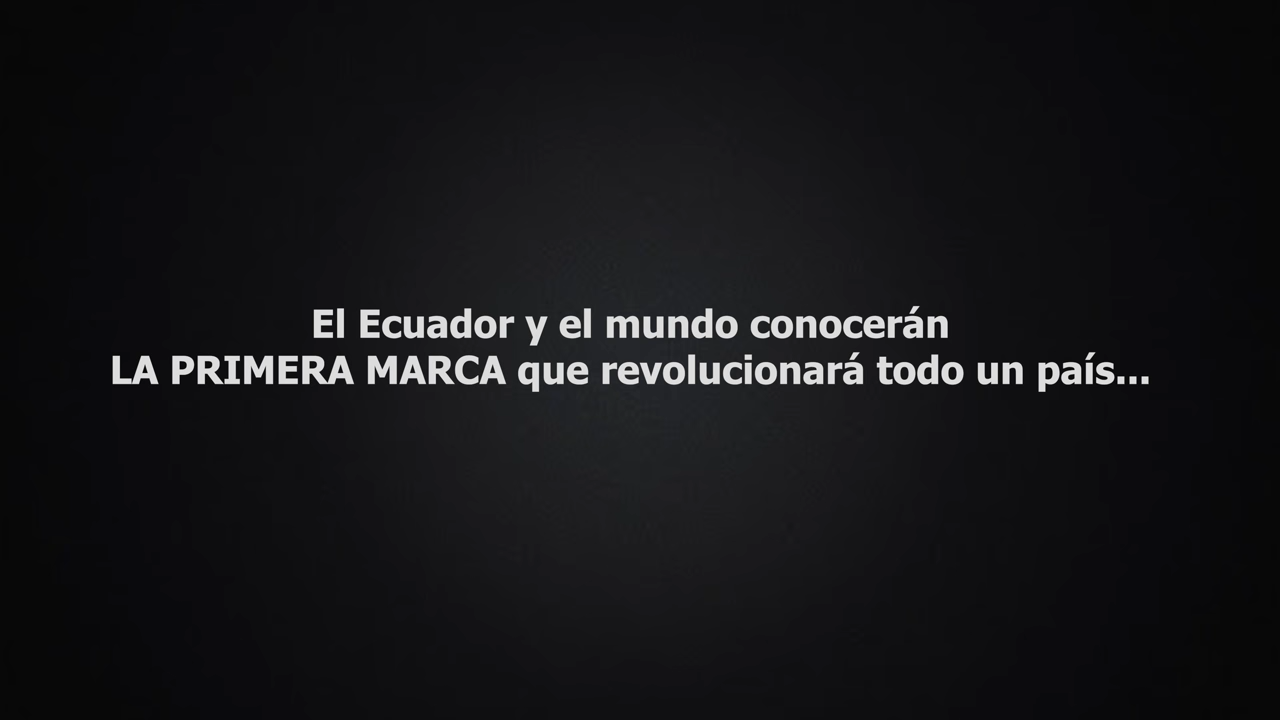 El Ecuador y el mundo conocerán
LA PRIMERA MARCA que revolucionará todo un país...